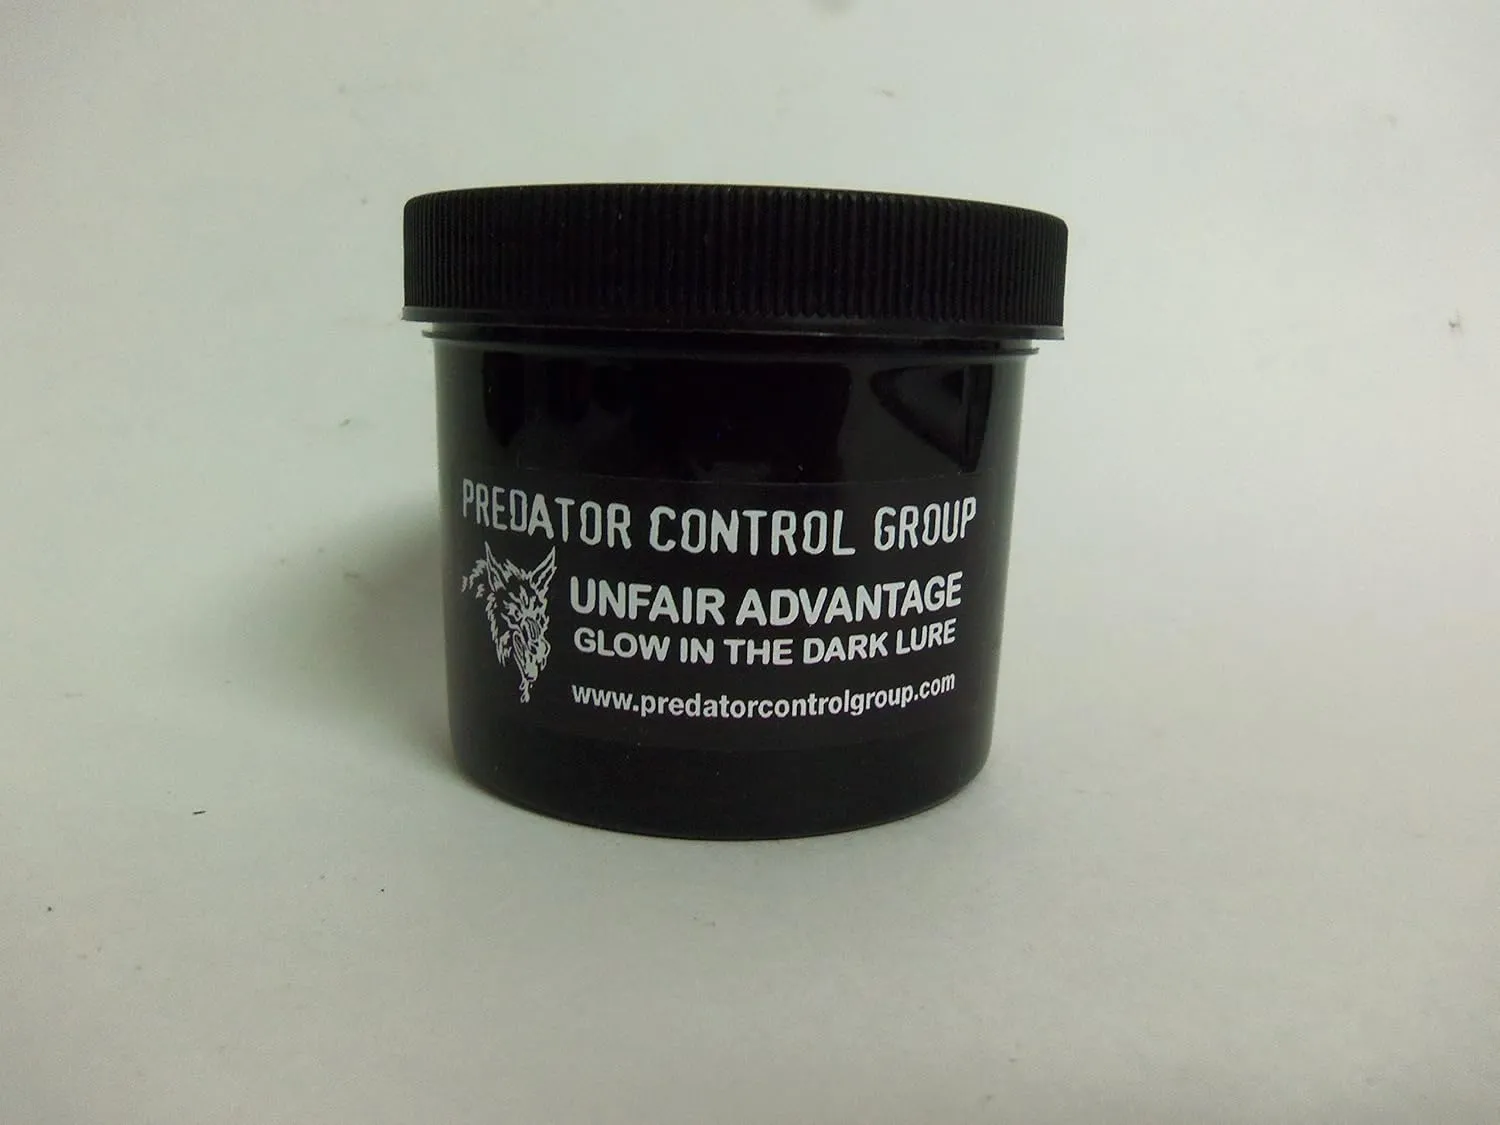 PREDATOR CONTROL GROUP
UNFAIR ADVANTAGE
GLOW IN THE DARK LURE
www.predatorcontrolgroup.com